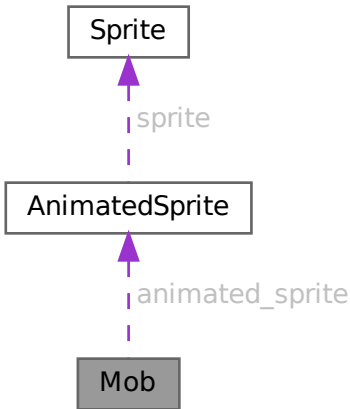 Sprite
sprite
AnimatedSprite
animated_sprite
Mob